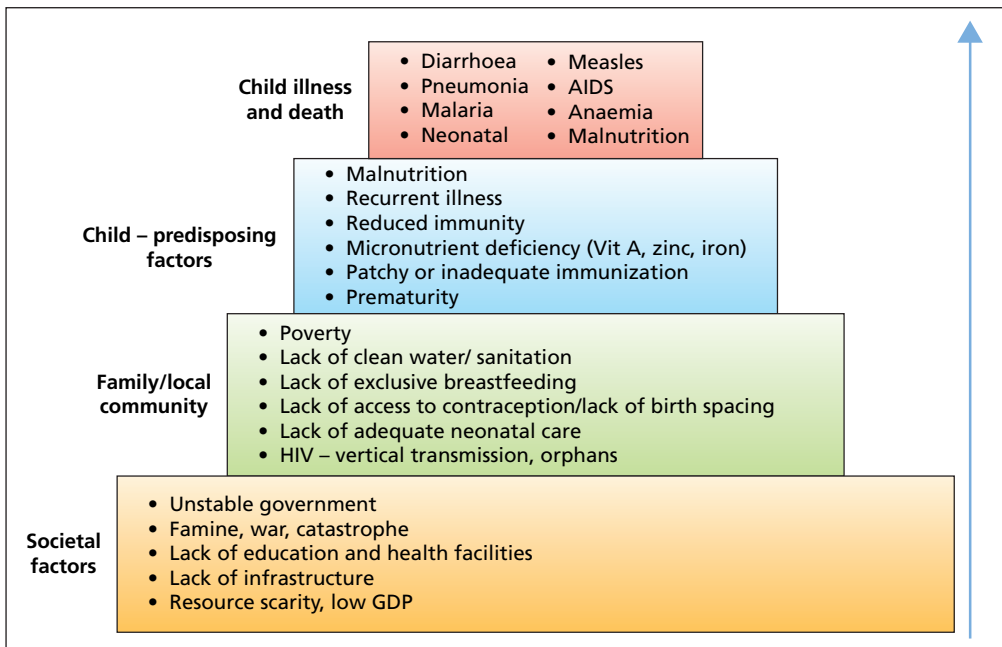 Child illness
and death
• Diarrhoea
• Pneumonia
• Malaria
• Neonatal
• Measles
• AIDS
• Anaemia
• Malnutrition
Child – predisposing
factors
• Malnutrition
• Recurrent illness
• Reduced immunity
• Micronutrient deficiency (Vit A, zinc, iron)
• Patchy or inadequate immunization
• Prematurity
Family/local
community
• Poverty
• Lack of clean water/ sanitation
• Lack of exclusive breastfeeding
• Lack of access to contraception/lack of birth spacing
• Lack of adequate neonatal care
• HIV – vertical transmission, orphans
Societal
factors
• Unstable government
• Famine, war, catastrophe
• Lack of education and health facilities
• Lack of infrastructure
• Resource scarity, low GDP